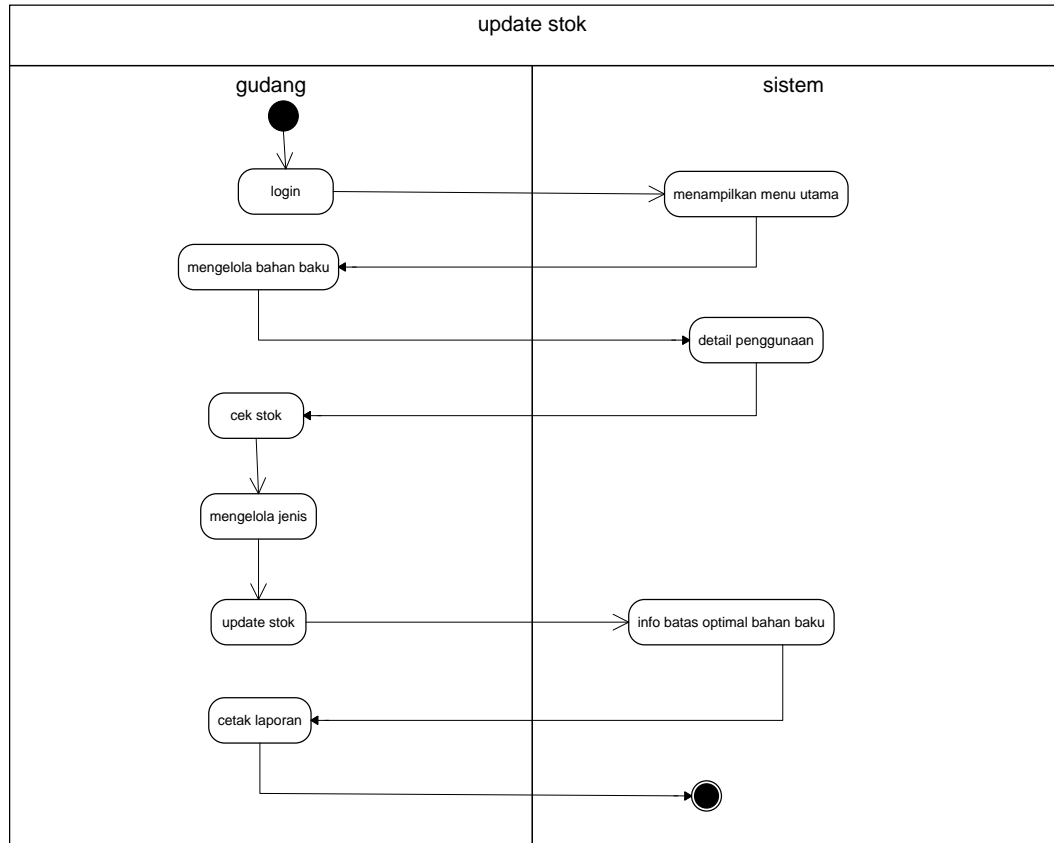 update stok
gudang
sistem
login
menampilkan menu utama
mengelola bahan baku
detail penggunaan
cek stok
mengelola jenis
update stok
info batas optimal bahan baku
cetak laporan